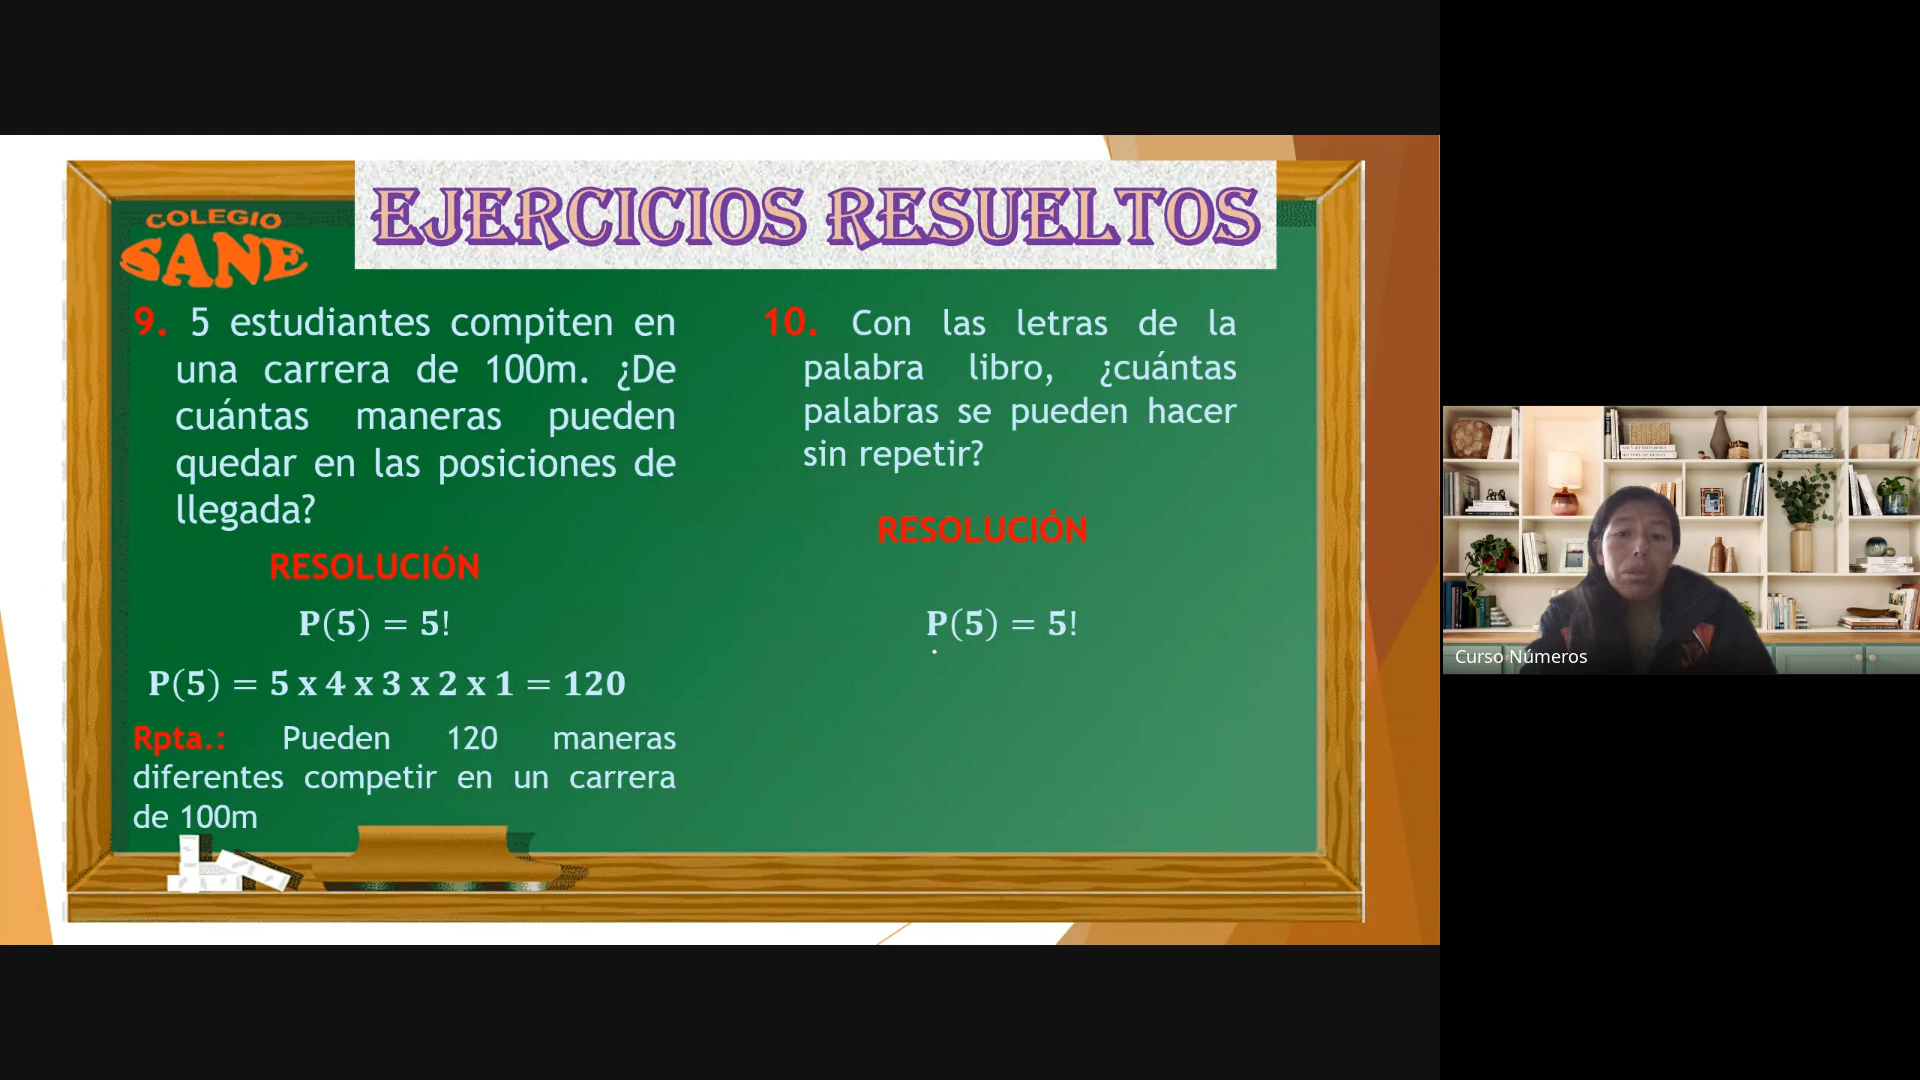 EJERCICIOS RESUELTOS
COLEGIO
SANE
9. 5 estudiantes compiten en
una carrera de 100m. ¿De
cuántas maneras pueden
quedar en las posiciones de
llegada?
RESOLUCIÓN
P(5) = 5!
P(5) = 5 x 4 x 3 x 2 x 1 = 120
Rpta.: Pueden 120 maneras
diferentes competir en un carrera
de 100m
10. Con las letras de la
palabra libro, ¿cuántas
palabras se pueden hacer
sin repetir?
RESOLUCIÓN
P(5) = 5!
Curso Números